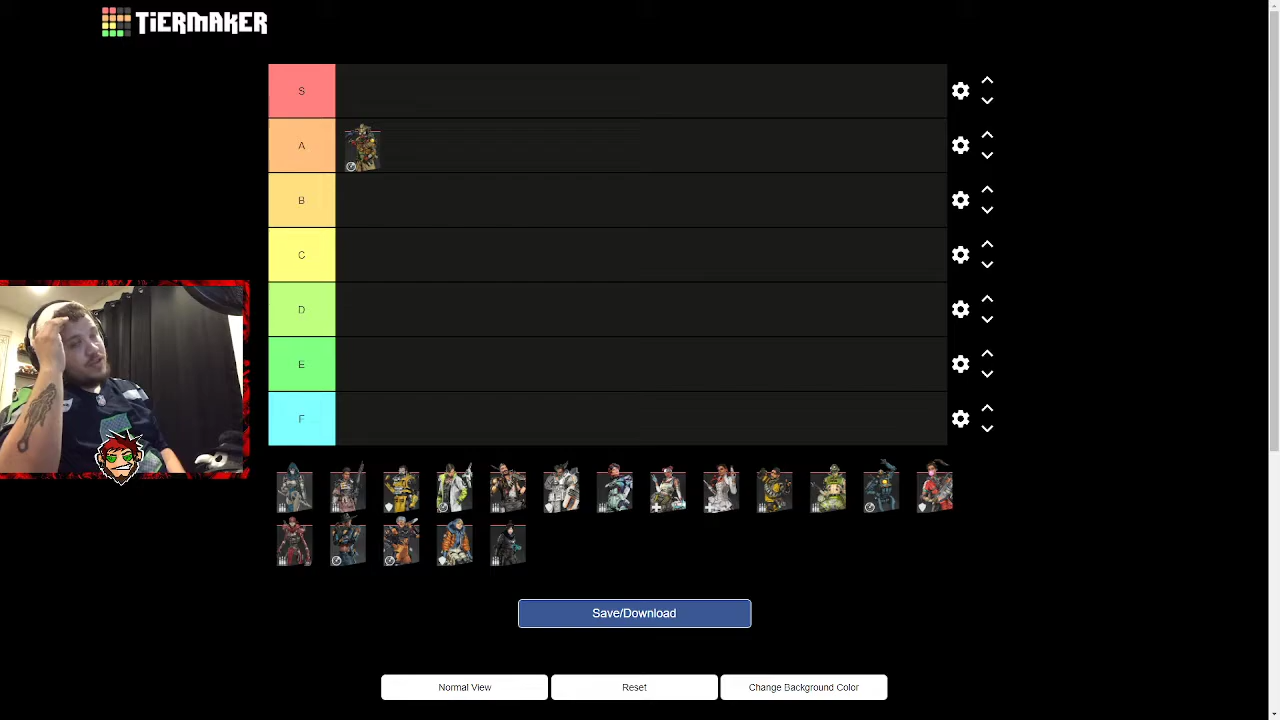 TiERMAKER
S
A
B
C
D
E
F
Save/Download
Normal View
Reset
Change Background Color